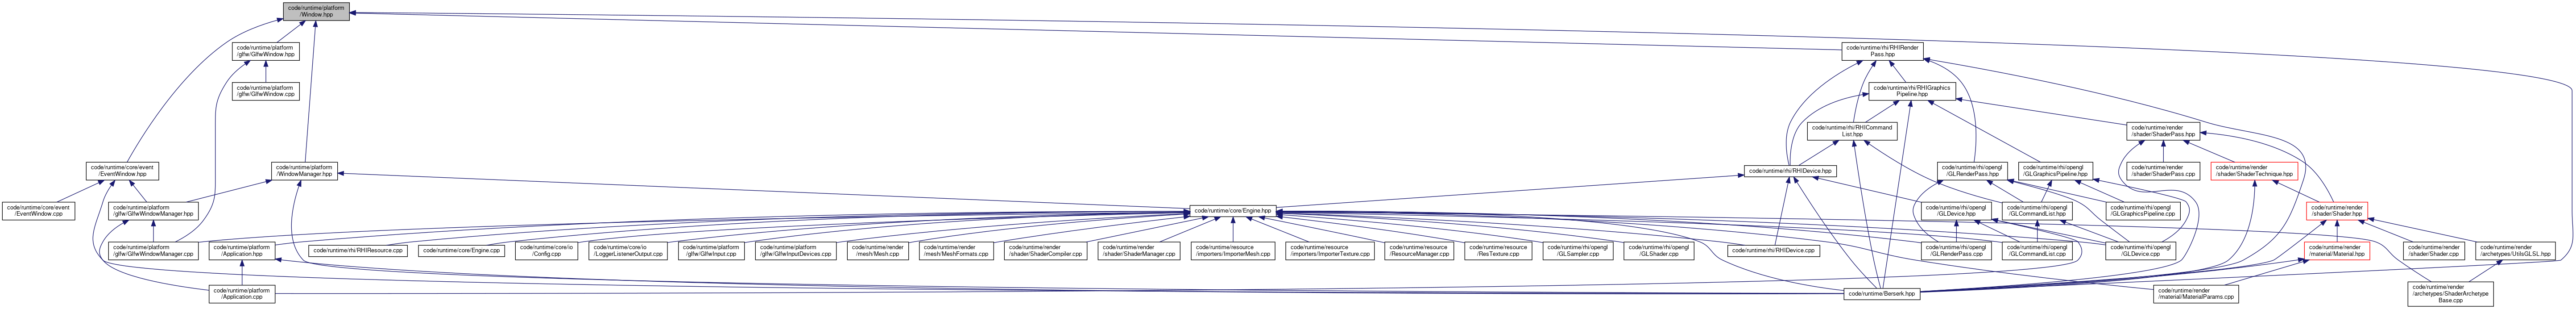 code/runtime/platform
/Window.hpp
code/runtime/platform
/glfw/GlfwWindow.hpp
code/runtime/rhi/RHIRender
Pass.hpp
code/runtime/platform
/glfw/GlfwWindow.cpp
code/runtime/rhi/RHIGraphics
Pipeline.hpp
code/runtime/rhi/RHICommand
List.hpp
code/runtime/render
/shader/ShaderPass.hpp
code/runtime/core/event
/EventWindow.hpp
code/runtime/platform
/WindowManager.hpp
code/runtime/rhi/RHIDevice.hpp
code/runtime/rhi/opengl
/GLRenderPass.hpp
code/runtime/rhi/opengl
/GLGraphicsPipeline.hpp
code/runtime/render
/shader/ShaderPass.cpp
code/runtime/render
/shader/ShaderTechnique.hpp
code/runtime/core/event
/EventWindow.cpp
code/runtime/platform
/glfw/GlfwWindowManager.hpp
code/runtime/core/Engine.hpp
code/runtime/rhi/opengl
/GLDevice.hpp
code/runtime/rhi/opengl
/GLCommandList.hpp
code/runtime/rhi/opengl
/GLGraphicsPipeline.cpp
code/runtime/render
/shader/Shader.hpp
code/runtime/platform
/glfw/GlfwWindowManager.cpp
code/runtime/platform
/Application.hpp
code/runtime/rhi/RHIResource.cpp
code/runtime/core/Engine.cpp
code/runtime/core/io
/Config.cpp
code/runtime/core/io
/LoggerListenerOutput.cpp
code/runtime/platform
/glfw/GlfwInput.cpp
code/runtime/platform
/glfw/GlfwInputDevices.cpp
code/runtime/render
/mesh/Mesh.cpp
code/runtime/render
/mesh/MeshFormats.cpp
code/runtime/render
/shader/ShaderCompiler.cpp
code/runtime/render
/shader/ShaderManager.cpp
code/runtime/resource
/importers/ImporterMesh.cpp
code/runtime/resource
/importers/ImporterTexture.cpp
code/runtime/resource
/ResourceManager.cpp
code/runtime/resource
/ResTexture.cpp
code/runtime/rhi/opengl
/GLSampler.cpp
code/runtime/rhi/opengl
/GLShader.cpp
code/runtime/rhi/RHIDevice.cpp
code/runtime/rhi/opengl
/GLRenderPass.cpp
code/runtime/rhi/opengl
/GLCommandList.cpp
code/runtime/rhi/opengl
/GLDevice.cpp
code/runtime/render
/material/Material.hpp
code/runtime/render
/shader/Shader.cpp
code/runtime/render
/archetypes/UtilsGLSL.hpp
code/runtime/platform
/Application.cpp
code/runtime/Berserk.hpp
code/runtime/render
/material/MaterialParams.cpp
code/runtime/render
/archetypes/ShaderArchetype
Base.cpp